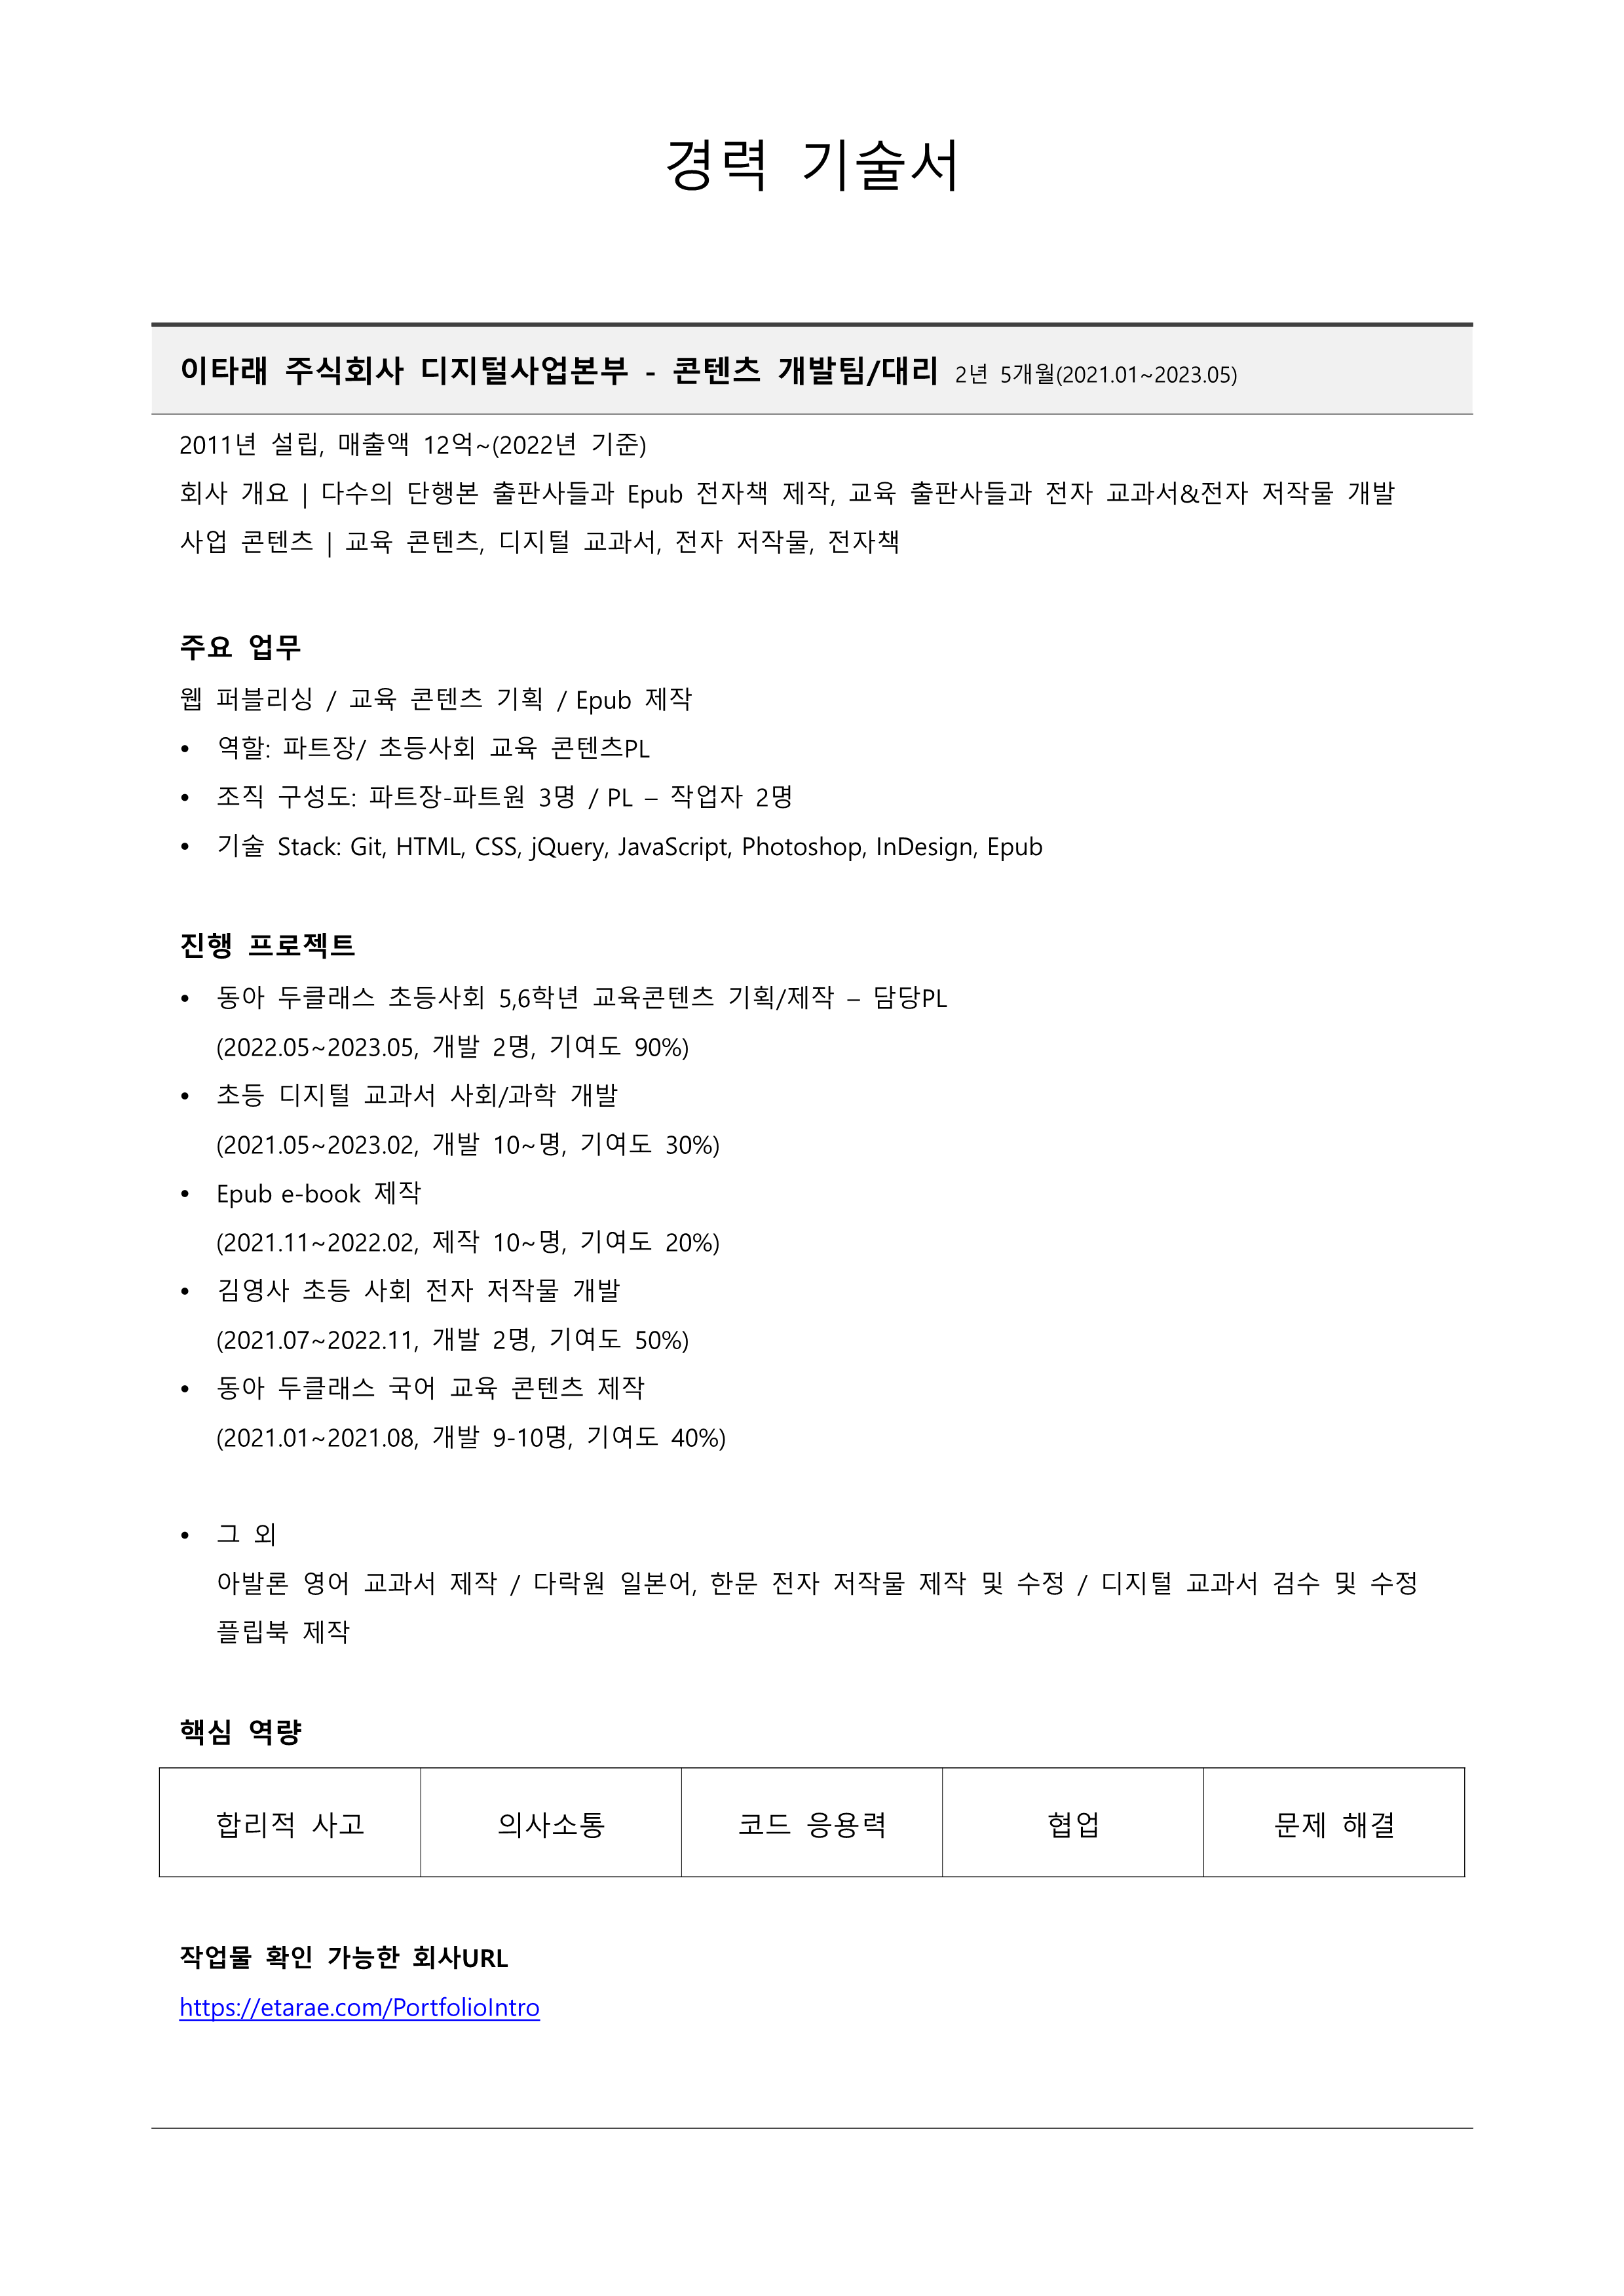 경력 기술서
이타래 주식회사 디지털사업본부 - 콘텐츠 개발팀/대리 2년 5개월(2021.01~2023.05)
2011년 설립, 매출액 12억~(2022년 기준)
회사 개요 | 다수의 단행본 출판사들과 Epub 전자책 제작, 교육 출판사들과 전자 교과서&전자 저작물 개발
사업 콘텐츠 | 교육 콘텐츠, 디지털 교과서, 전자 저작물, 전자책
주요 업무
웹 퍼블리싱 / 교육 콘텐츠 기획 / Epub 제작
• 역할: 파트장/ 초등사회 교육 콘텐츠PL
• 조직 구성도: 파트장-파트원 3명 / PL – 작업자 2명
• 기술 Stack: Git, HTML, CSS, jQuery, JavaScript, Photoshop, InDesign, Epub
진행 프로젝트
• 동아 두클래스 초등사회 5,6학년 교육콘텐츠 기획/제작 – 담당PL
(2022.05~2023.05, 개발 2명, 기여도 90%)
• 초등 디지털 교과서 사회/과학 개발
(2021.05~2023.02, 개발 10~명, 기여도 30%)
• Epub e-book 제작
(2021.11~2022.02, 제작 10~명, 기여도 20%)
• 김영사 초등 사회 전자 저작물 개발
(2021.07~2022.11, 개발 2명, 기여도 50%)
• 동아 두클래스 국어 교육 콘텐츠 제작
(2021.01~2021.08, 개발 9-10명, 기여도 40%)
• 그 외
아발론 영어 교과서 제작 / 다락원 일본어, 한문 전자 저작물 제작 및 수정 / 디지털 교과서 검수 및 수정
플립북 제작
핵심 역량
합리적 사고 의사소통 코드 응용력 협업 문제 해결
작업물 확인 가능한 회사URL
https://etarae.com/PortfolioIntro